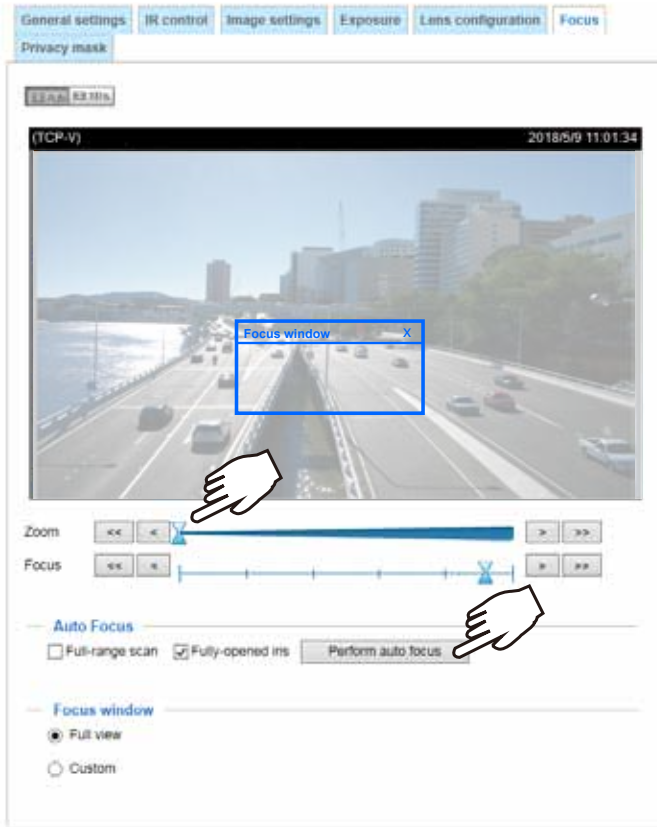 General settings IR control Image settings Exposure Lens configuration Focus
Privacy mask
(TCP-V) 2018/5/9 11:01:34
Focus window X
Zoom << < > >>
Focus << < > >>
Auto Focus
Full-range scan Fully-opened iris Perform auto focus
Focus window
Full view
Custom